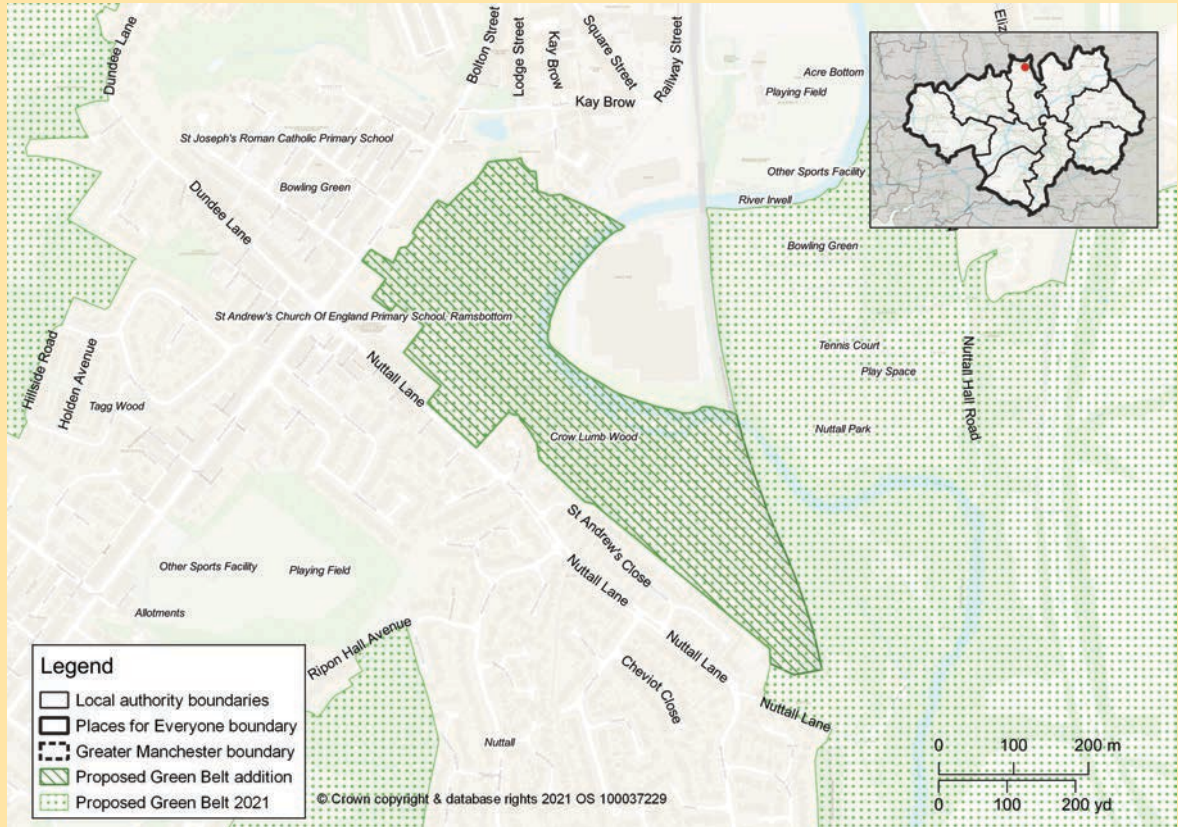 Dundee Lane
Bolton Street
Lodge Street
Kay Brow
Square Street
Railway Street
Eliz
Acre Bottom
Playing Field
Kay Brow
St Joseph's Roman Catholic Primary School
Other Sports Facility
Bowling Green
River Irwell
Dundee Lane
Bowling Green
St Andrew's Church Of England Primary School, Ramsbottom
Hillside Road
Holden Avenue
Nuttall Lane
Tennis Court
Play Space
Nuttall Hall Road
Tagg Wood
Nuttall Park
Crow Lumb Wood
St Andrew's Close
Other Sports Facility
Playing Field
Nuttall Lane
Allotments
Ripon Hall Avenue
Nuttall Lane
Cheviot Close
Nuttall Lane
Nuttall
Legend
Local authority boundaries
Places for Everyone boundary
Greater Manchester boundary
Proposed Green Belt addition
Proposed Green Belt 2021
© Crown copyright & database rights 2021 OS 100037229
0 100 200 m
0 100 200 yd